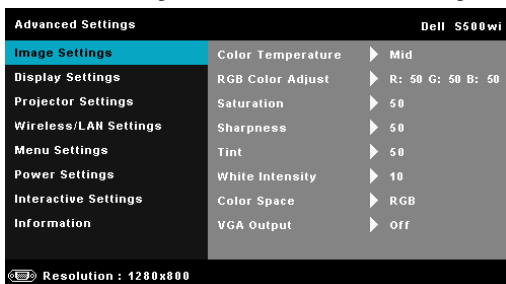 Advanced Settings Dell S500wi
Image Settings Color Temperature Mid
Display Settings RGB Color Adjust R: 50 G: 50 B: 50
Projector Settings Saturation 50
Wireless/LAN Settings Sharpness 50
Menu Settings Tint 50
Power Settings White Intensity 10
Interactive Settings Color Space RGB
Information VGA Output Off
Resolution : 1280x800